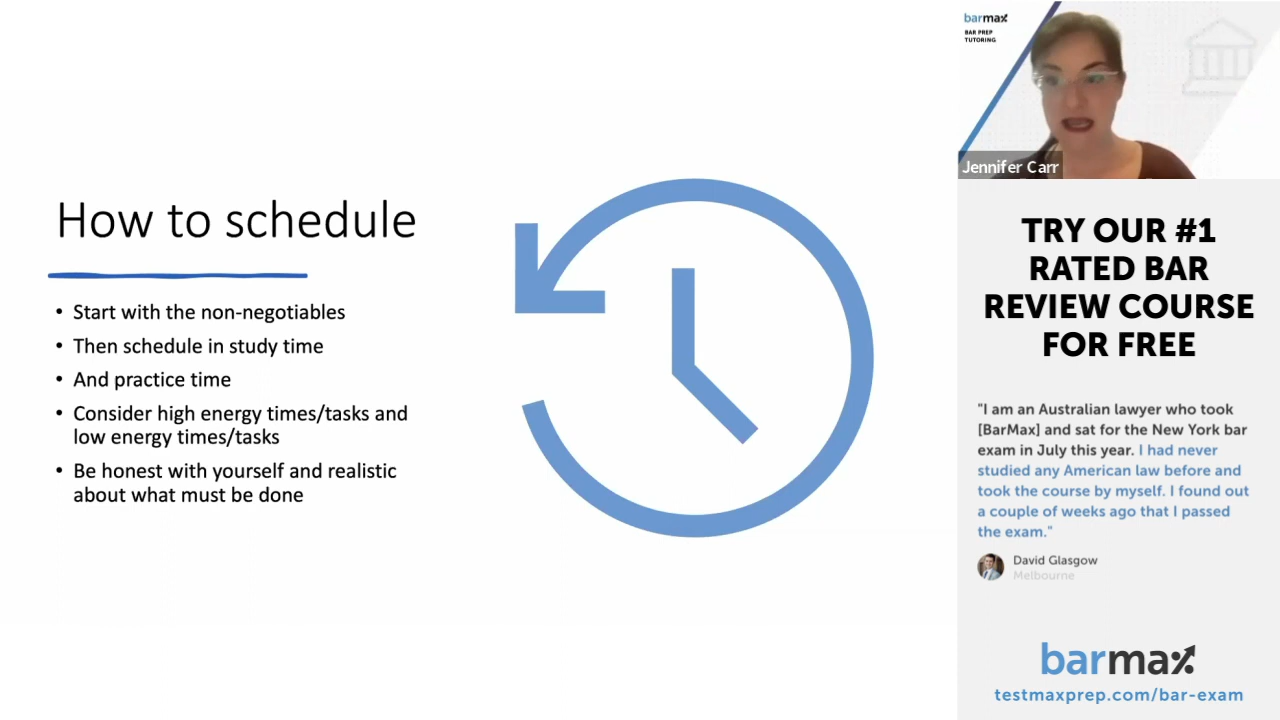 How to schedule
• Start with the non-negotiables
• Then schedule in study time
• And practice time
• Consider high energy times/tasks and
low energy times/tasks
• Be honest with yourself and realistic
about what must be done
barmax
BAR PREP
TUTORING
Jennifer Carr
TRY OUR #1
RATED BAR
REVIEW COURSE
FOR FREE
"I am an Australian lawyer who took
[BarMax] and sat for the New York bar
exam in July this year. I had never
studied any American law before and
took the course by myself. I found out
a couple of weeks ago that I passed
the exam."
David Glasgow
Melbourne
barmax
testmaxprep.com/bar-exam